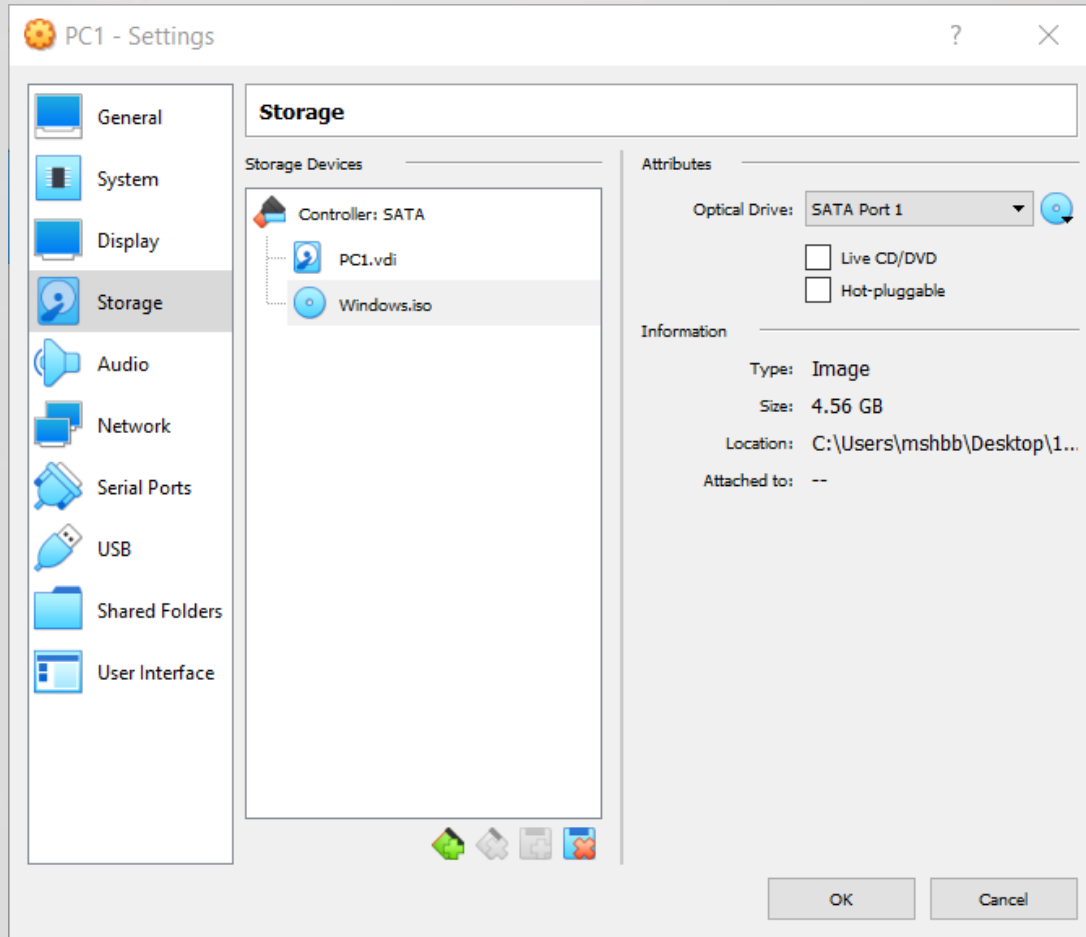 PC1 - Settings ? ×
General
System
Display
Storage
Audio
Network
Serial Ports
USB
Shared Folders
User Interface
Storage
Storage Devices
Controller: SATA
PC1.vdi
Windows.iso
Attributes
Optical Drive: SATA Port 1
Live CD/DVD
Hot-pluggable
Information
Type: Image
Size: 4.56 GB
Location: C:\Users\mshbb\Desktop\1...
Attached to: --
OK Cancel